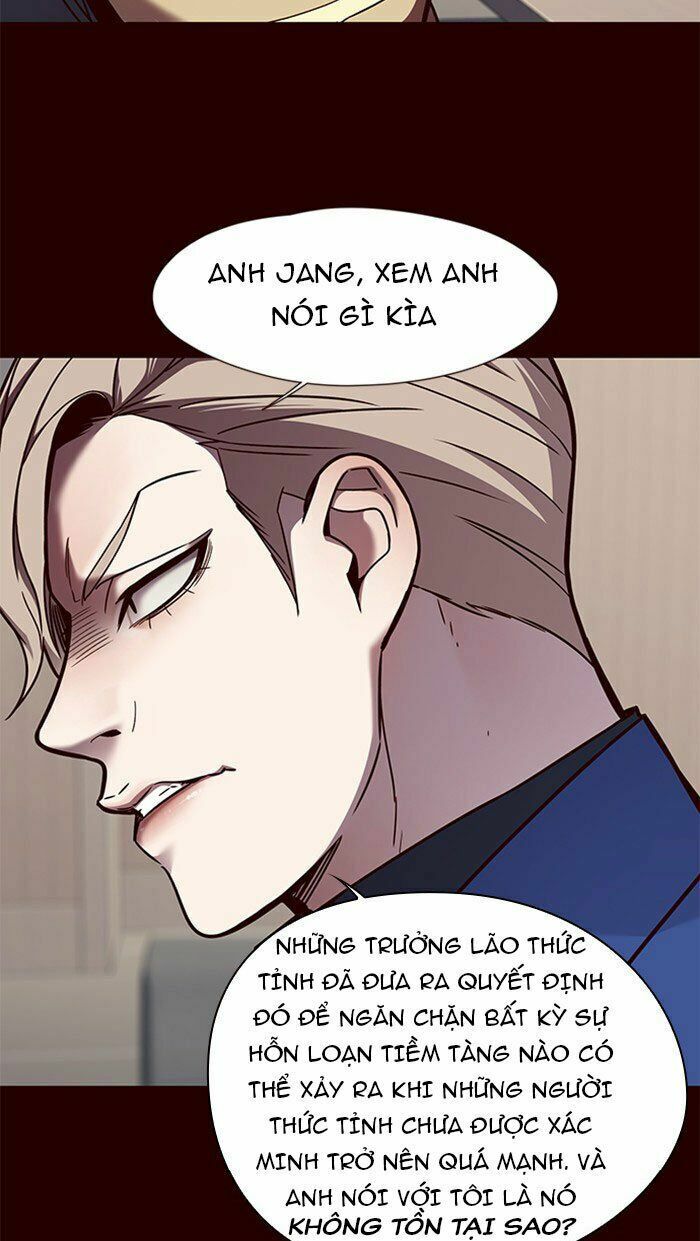 ANH JANG, XEM ANH
NÓI GÌ KÌA
NHỮNG TRƯỞNG LÃO THỨC
TỈNH ĐÃ ĐƯA RA QUYẾT ĐỊNH
ĐÓ ĐỂ NGĂN CHẶN BẤT KỲ SỰ
HỖN LOẠN TIỀM TÀNG NÀO CÓ
THỂ XẢY RA KHI NHỮNG NGƯỜI
THỨC TỈNH CHƯA ĐƯỢC XÁC
MINH TRỞ NÊN QUÁ MẠNH. VÀ
ANH NÓI VỚI TÔI LÀ NÓ
KHÔNG TỒN TẠI SAO?